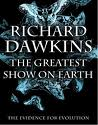 RICHARD
DAWKINS
THE GREATEST
SHOW ON EARTH
THE EVIDENCE FOR EVOLUTION